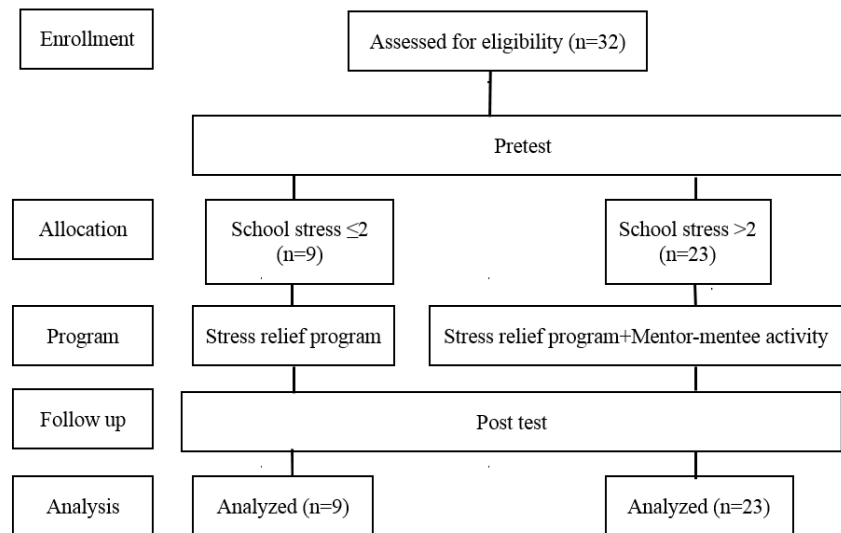 Enrollment
Assessed for eligibility (n=32)
Pretest
Allocation
School stress ≤2
(n=9)
School stress >2
(n=23)
Program
Stress relief program
Stress relief program+Mentor-mentee activity
Follow up
Post test
Analysis
Analyzed (n=9)
Analyzed (n=23)